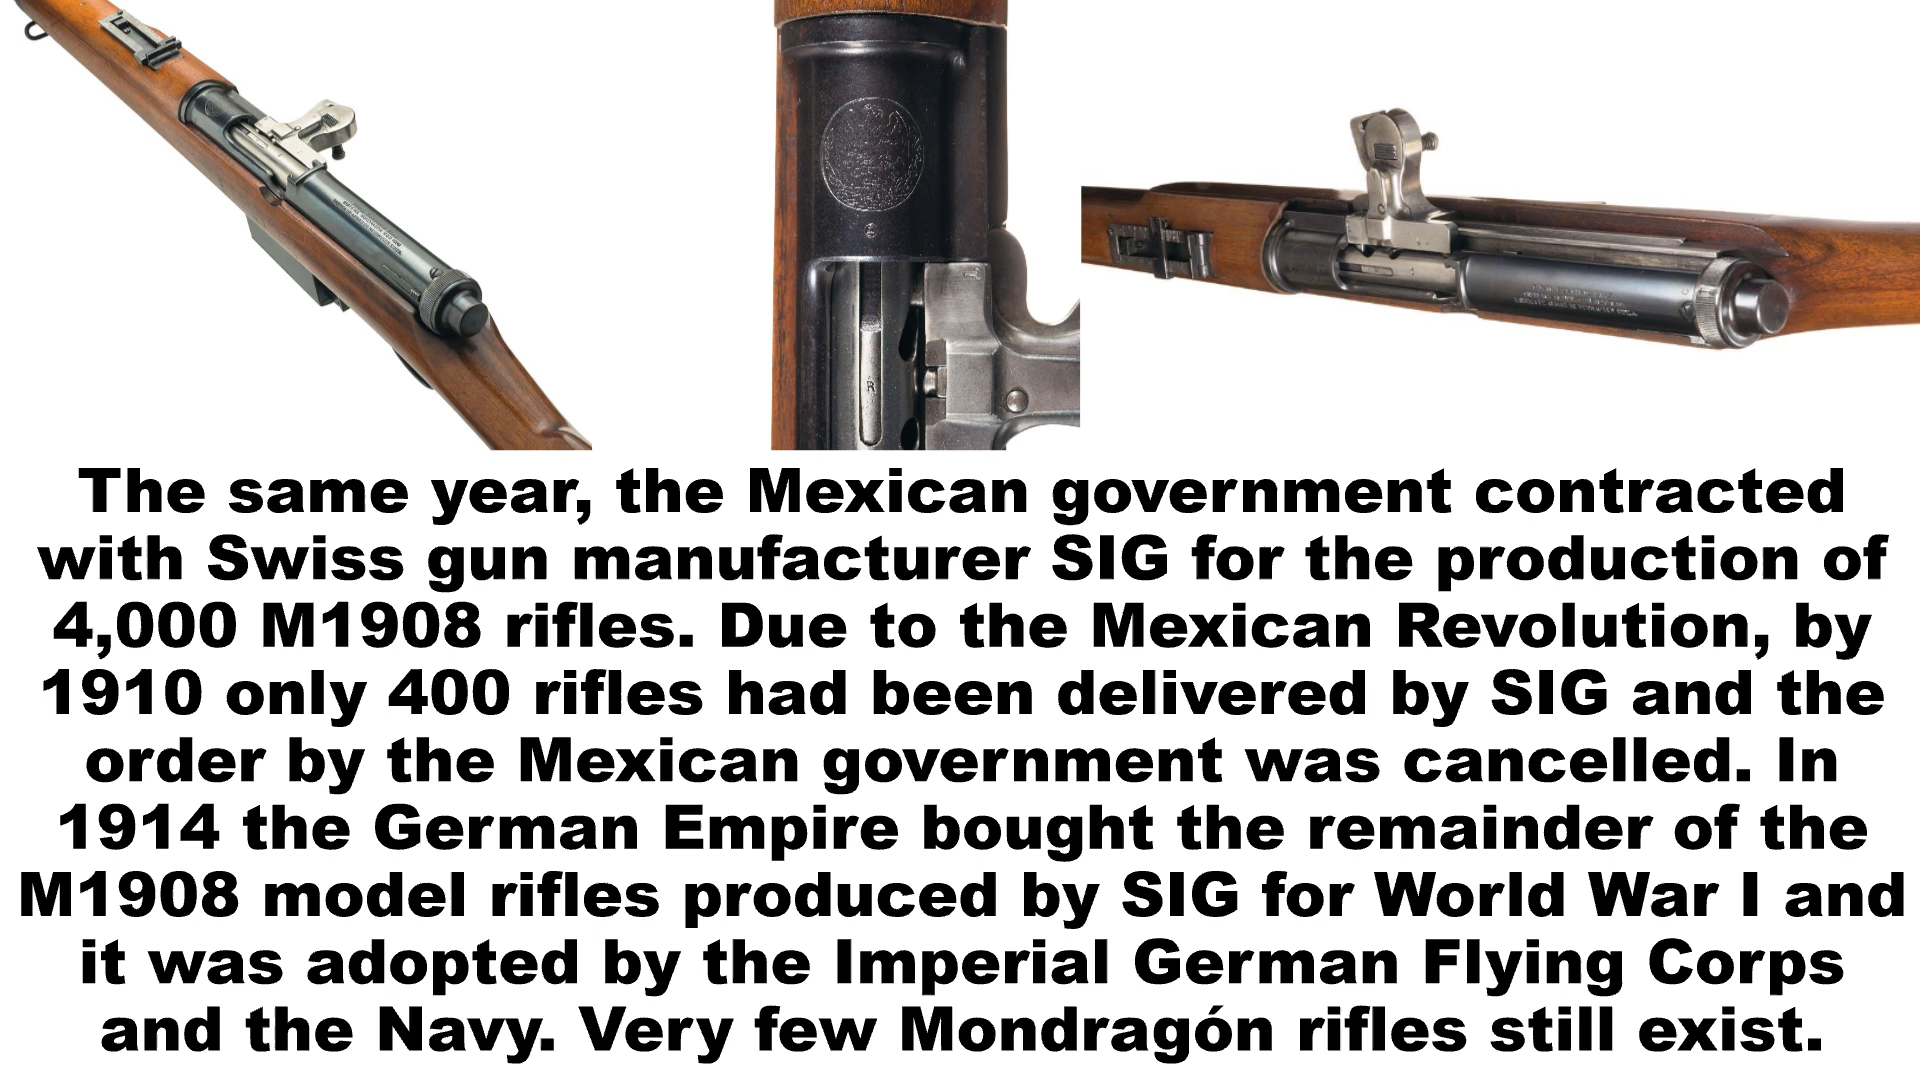 R
The same year, the Mexican government contracted
with Swiss gun manufacturer SIG for the production of
4,000 M1908 rifles. Due to the Mexican Revolution, by
1910 only 400 rifles had been delivered by SIG and the
order by the Mexican government was cancelled. In
1914 the German Empire bought the remainder of the
M1908 model rifles produced by SIG for World War I and
it was adopted by the Imperial German Flying Corps
and the Navy. Very few Mondragón rifles still exist.